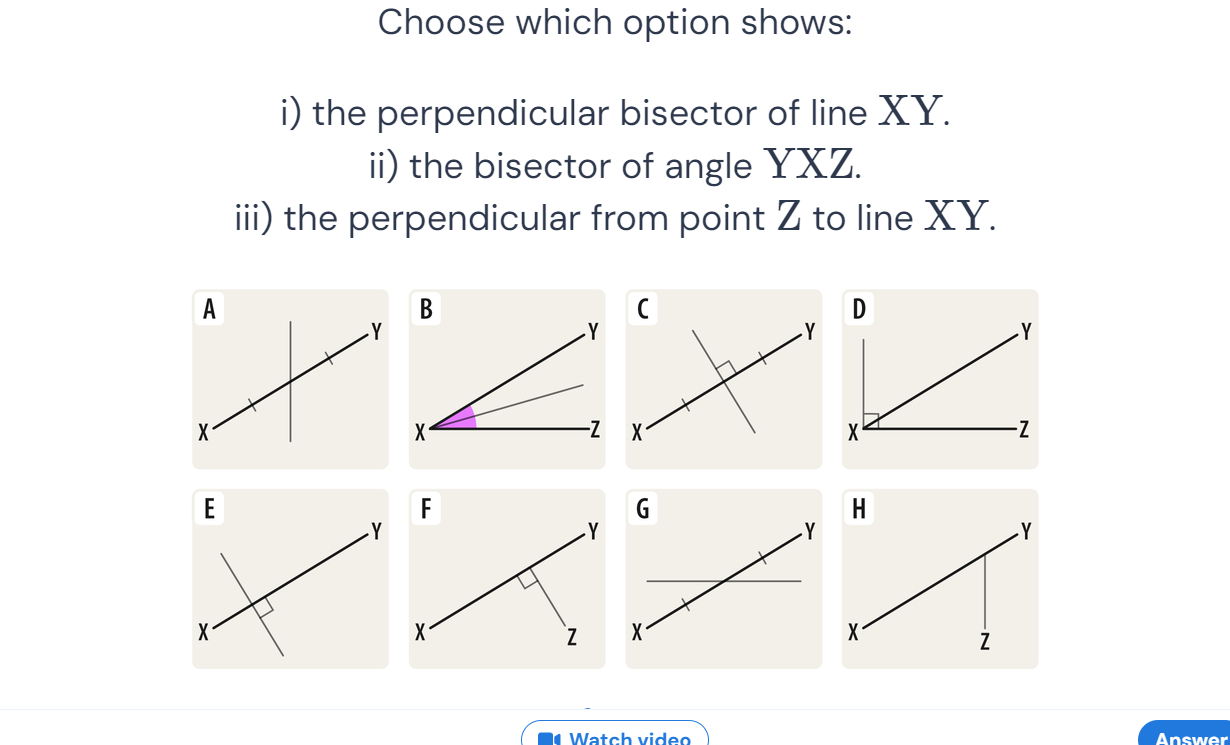 Choose which option shows:
i) the perpendicular bisector of line XY.
ii) the bisector of angle YXZ.
iii) the perpendicular from point Z to line XY.
A
Y
X
B
Y
X
Z
C
Y
X
D
Y
X
Z
E
Y
X
F
Y
X
Z
G
Y
X
H
Y
X
Z
Watch video
Answer